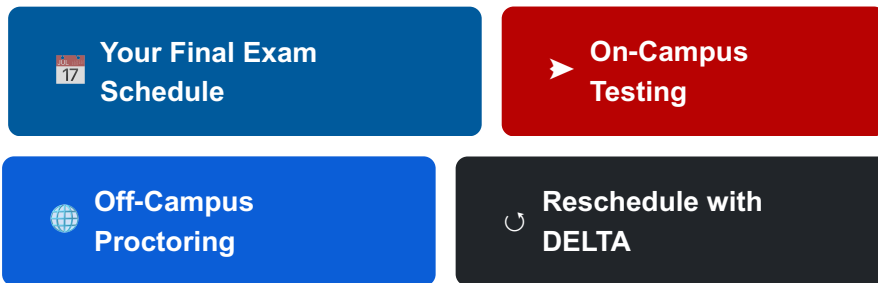 Your Final Exam
Schedule
On-Campus
Testing
Off-Campus
Proctoring
Reschedule with
DELTA